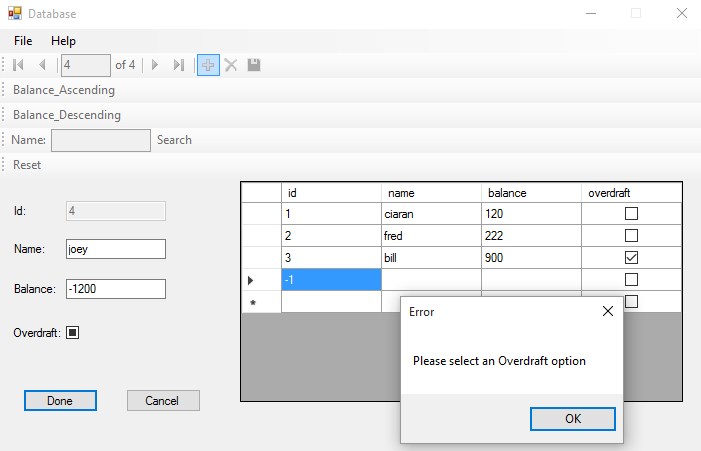 Database
File Help
4 of 4
Balance_Ascending
Balance_Descending
Name: Search
Reset
id name balance overdraft
1 ciaran 120
2 fred 222
3 bill 900
-1
*
Id: 4
Name: joey
Balance: -1200
Overdraft:
Done Cancel
Error
Please select an Overdraft option
OK